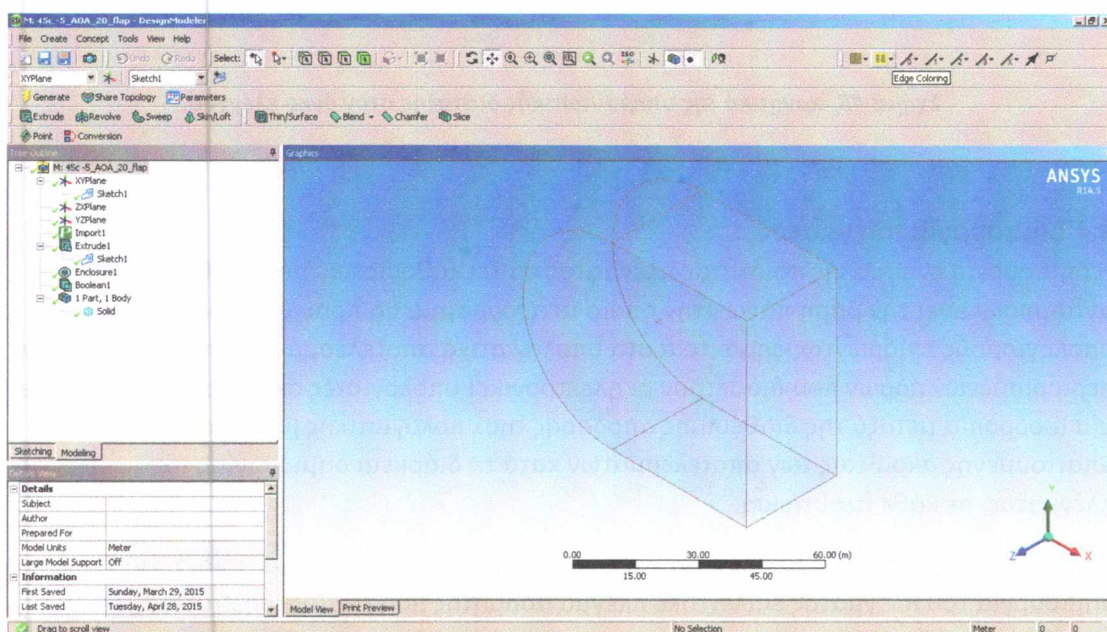 M: 45c -5_AOA_20_flap - DesignModeler
File Create Concept Tools View Help
Undo Redo Select:
XYPlane Sketch1
Edge Coloring
Generate Share Topology Parameters
Extrude Revolve Sweep Skin/Loft Thin/Surface Blend Chamfer Slice
Point Conversion
Tree Outline
Graphics
M: 45c -5_AOA_20_flap
XYPlane
Sketch1
ZXPlane
YZPlane
Import1
Extrude1
Sketch1
Enclosure1
Boolean1
1 Part, 1 Body
Solid
ANSYS
R14.5
Sketching Modeling
Details View
Details
Subject
Author
Prepared For
Model Units Meter
Large Model Support Off
Information
First Saved Sunday, March 29, 2015
Last Saved Tuesday, April 28, 2015
0.00 30.00 60.00 (m)
15.00 45.00
Y
Z
X
Model View Print Preview
Drag to scroll view No Selection Meter 0 0